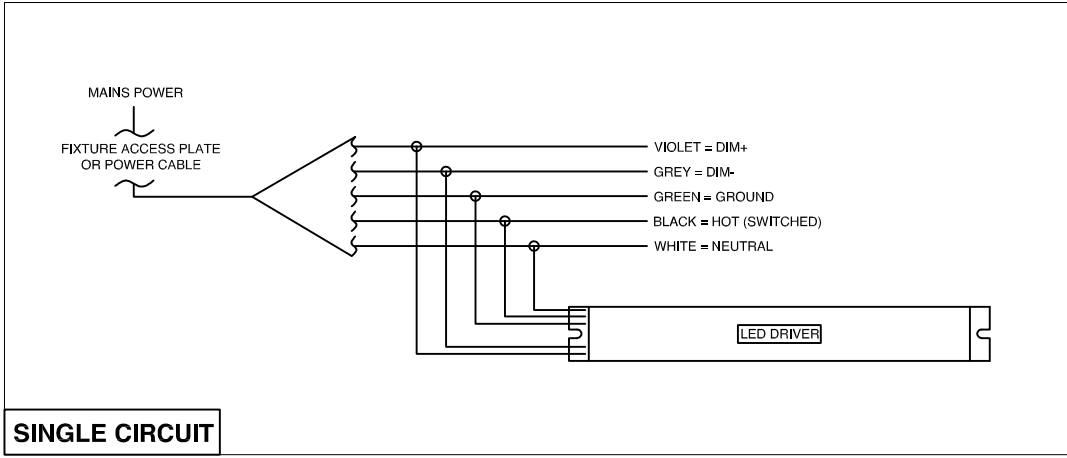 MAINS POWER
FIXTURE ACCESS PLATE
OR POWER CABLE
VIOLET = DIM+
GREY = DIM-
GREEN = GROUND
BLACK = HOT (SWITCHED)
WHITE = NEUTRAL
LED DRIVER
SINGLE CIRCUIT